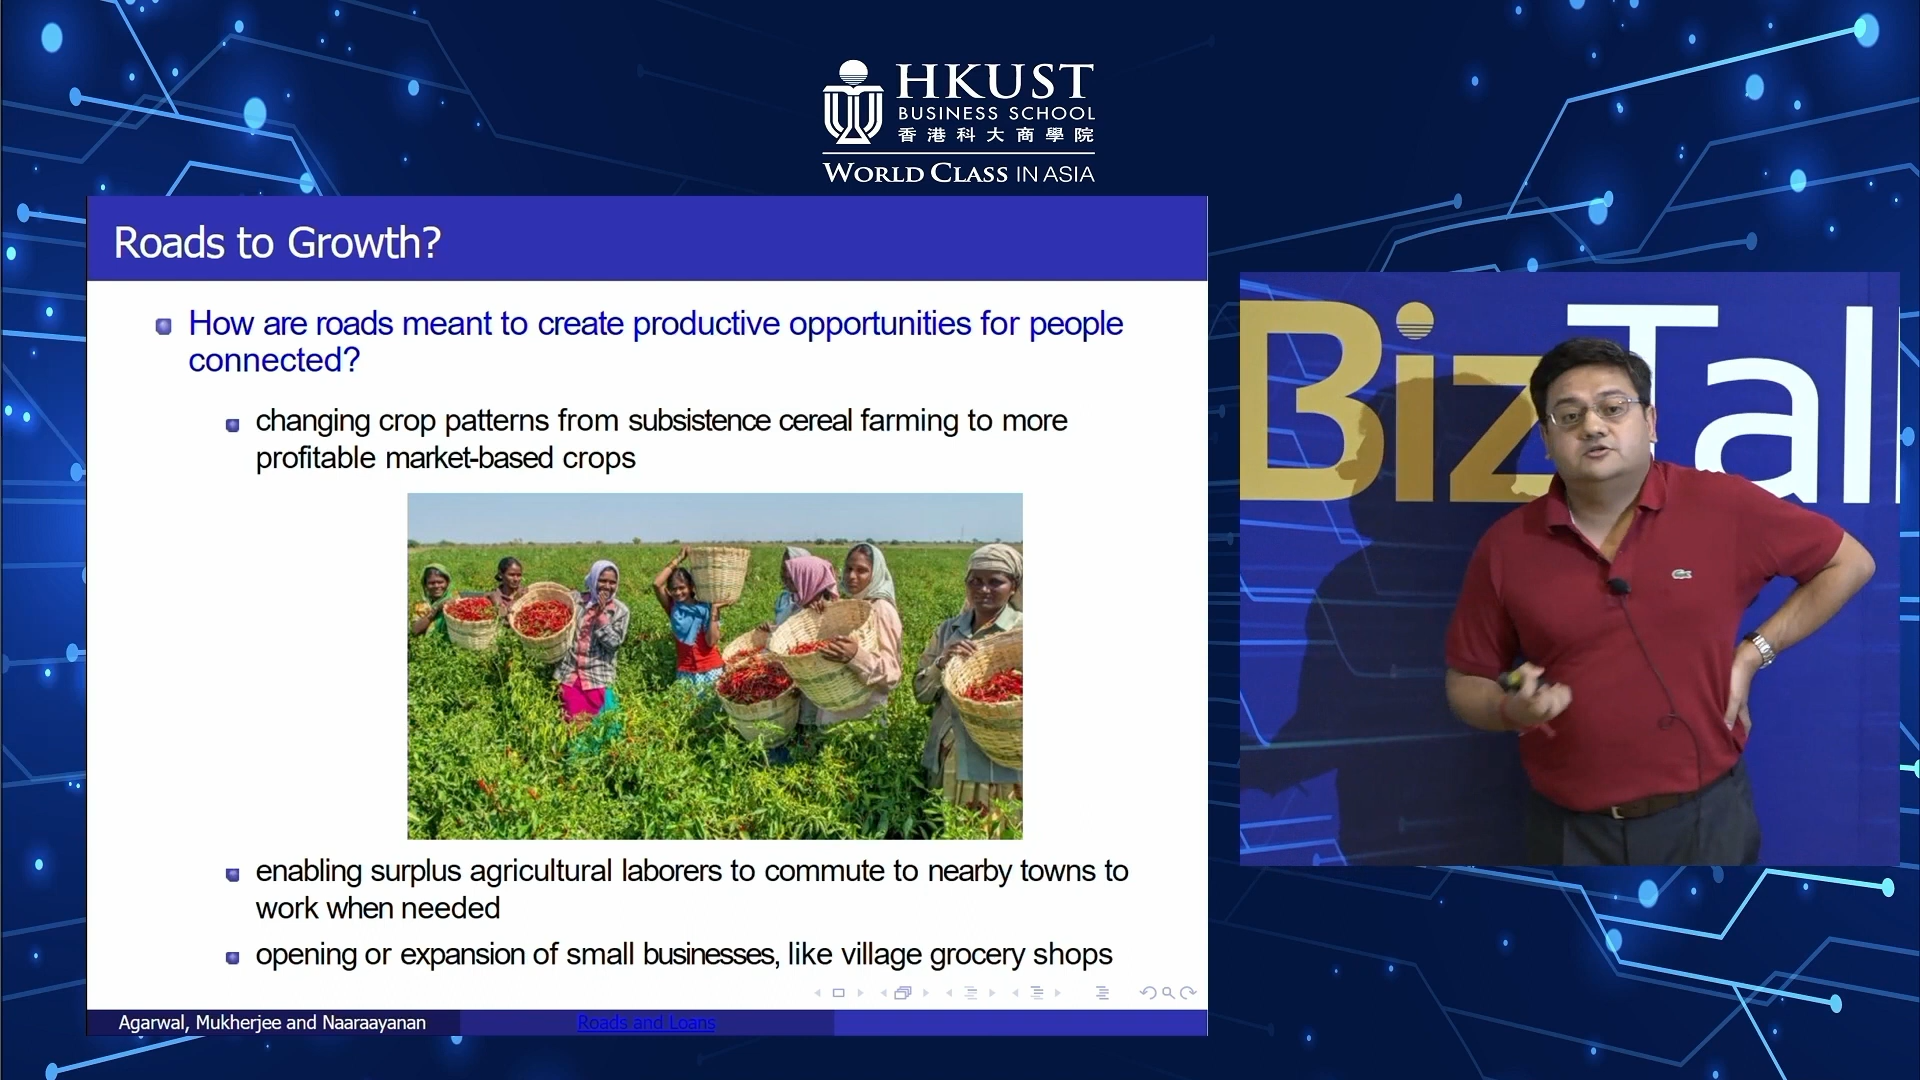 HKUST
BUSINESS SCHOOL
香港科大商學院
WORLD CLASS IN ASIA
Roads to Growth?
How are roads meant to create productive opportunities for people
connected?
changing crop patterns from subsistence cereal farming to more
profitable market-based crops
enabling surplus agricultural laborers to commute to nearby towns to
work when needed
opening or expansion of small businesses, like village grocery shops
Agarwal, Mukherjee and Naaraayanan
Roads and Loans
BizTal